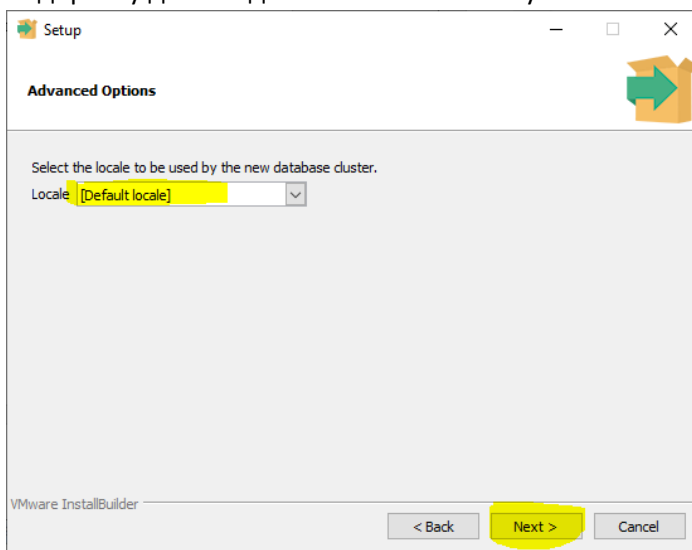 Setup
Advanced Options
Select the locale to be used by the new database cluster.
Locale [Default locale]
VMware InstallBuilder
< Back Next > Cancel